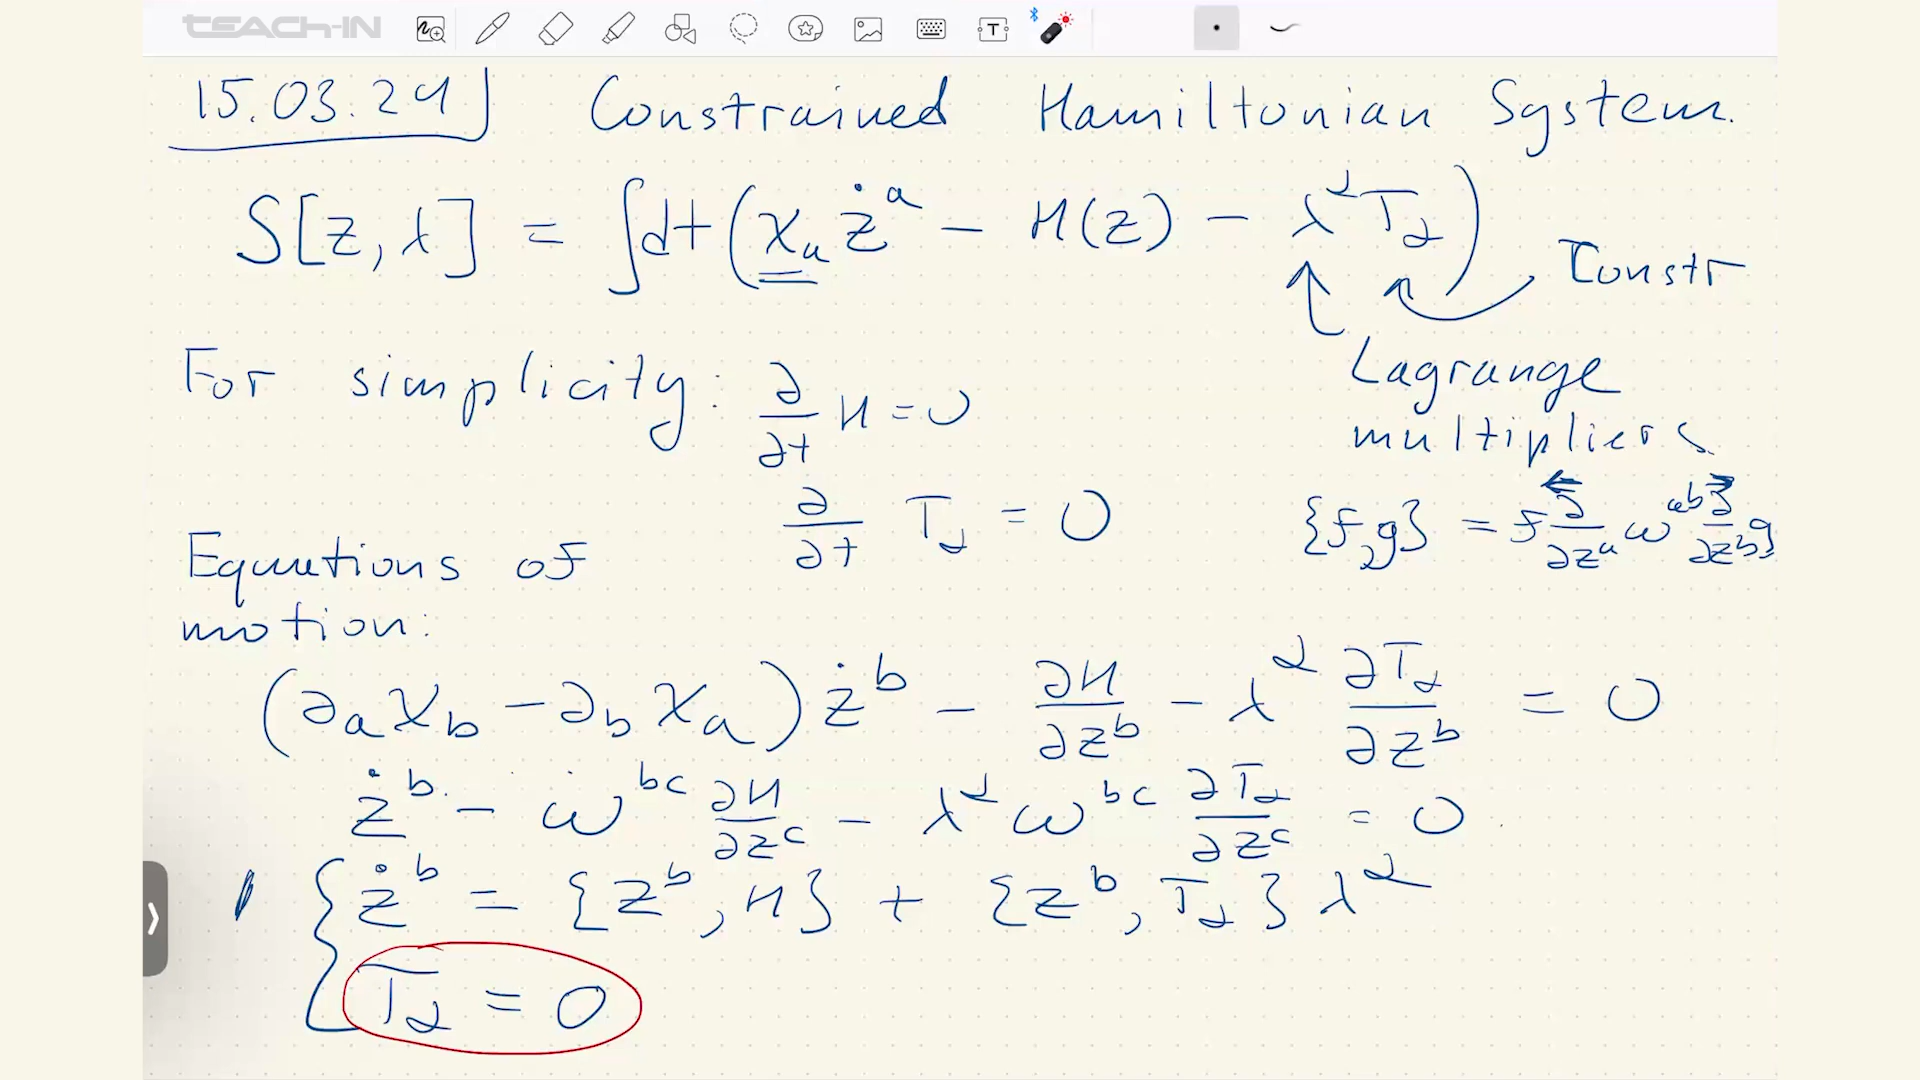 TEACH-IN
15.03.24 Constrained Hamiltonian System.
S[z, λ] = ∫dt (χ_a ż^a − H(z) − λ^α T_α)
Constr
Lagrange
multipliers
For simplicity: ∂/∂t H = 0
∂/∂t T_α = 0
{f, g} = f ←∂/∂z^a ω^{ab} →∂/∂z^b g
Equations of
motion:
(∂_a χ_b − ∂_b χ_a) ż^b − ∂H/∂z^b − λ^α ∂T_α/∂z^b = 0
ż^b − ω^{bc} ∂H/∂z^c − λ^α ω^{bc} ∂T_α/∂z^c = 0
{ ż^b = {z^b, H} + {z^b, T_α} λ^α
T_α = 0